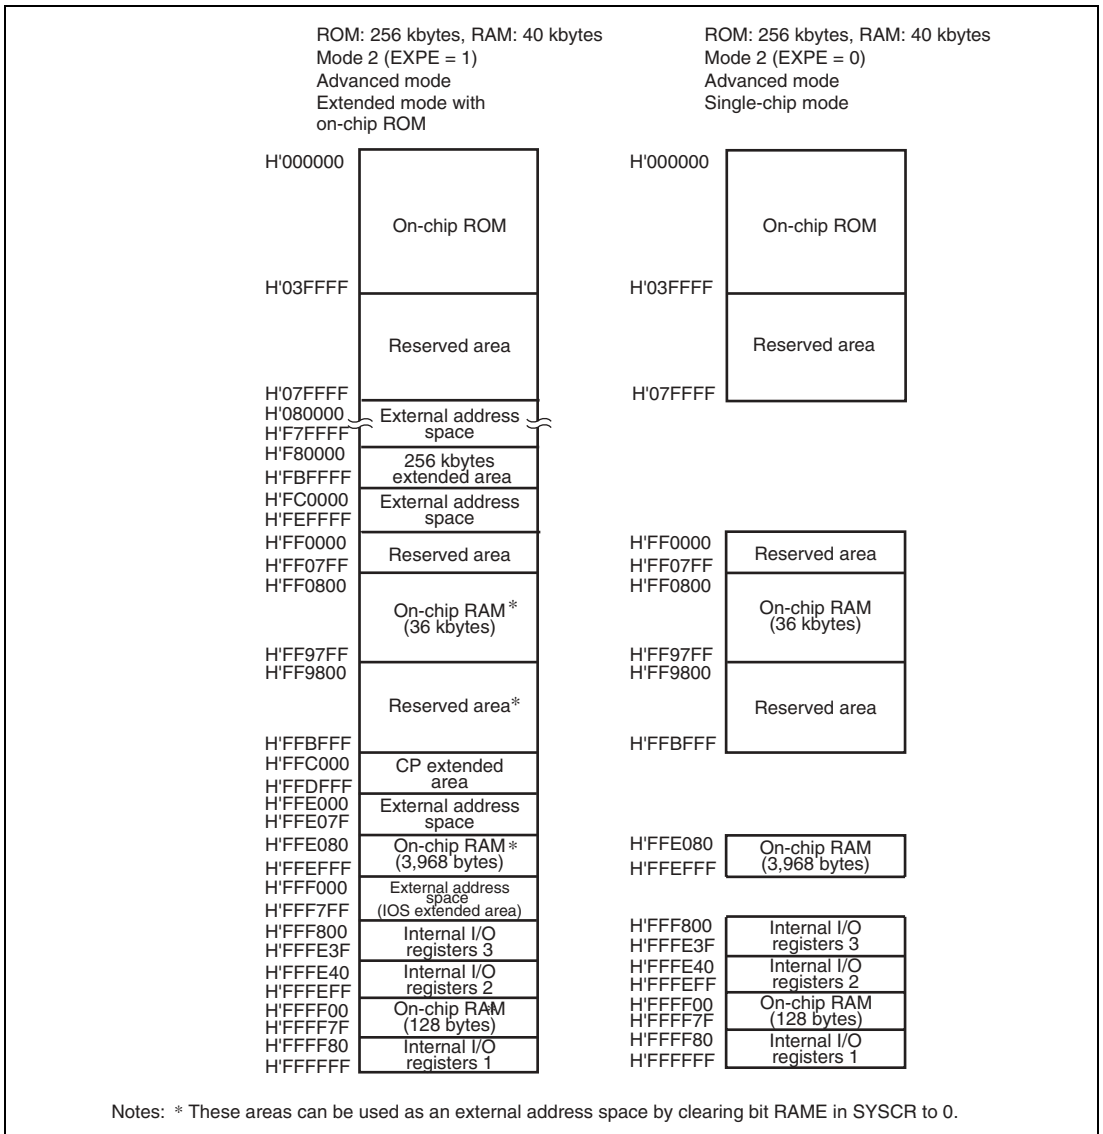 ROM: 256 kbytes, RAM: 40 kbytes
Mode 2 (EXPE = 1)
Advanced mode
Extended mode with
on-chip ROM
H'000000
On-chip ROM
H'03FFFF
Reserved area
H'07FFFF
H'080000
External address
space
H'F7FFFF
H'F80000
256 kbytes
extended area
H'FBFFFF
H'FC0000
External address
space
H'FEFFFF
H'FF0000
Reserved area
H'FF07FF
H'FF0800
On-chip RAM*
(36 kbytes)
H'FF97FF
H'FF9800
Reserved area*
H'FFBFFF
H'FFC000
CP extended
area
H'FFDFFF
H'FFE000
External address
space
H'FFE07F
H'FFE080
On-chip RAM*
(3,968 bytes)
H'FFEFFF
H'FFF000
External address
space
(IOS extended area)
H'FFF7FF
H'FFF800
Internal I/O
registers 3
H'FFFE3F
H'FFFE40
Internal I/O
registers 2
H'FFFEFF
H'FFFF00
On-chip RAM*
(128 bytes)
H'FFFF7F
H'FFFF80
Internal I/O
registers 1
H'FFFFFF
ROM: 256 kbytes, RAM: 40 kbytes
Mode 2 (EXPE = 0)
Advanced mode
Single-chip mode
H'000000
On-chip ROM
H'03FFFF
Reserved area
H'07FFFF
H'FF0000
Reserved area
H'FF07FF
H'FF0800
On-chip RAM
(36 kbytes)
H'FF97FF
H'FF9800
Reserved area
H'FFBFFF
H'FFE080
On-chip RAM
(3,968 bytes)
H'FFEFFF
H'FFF800
Internal I/O
registers 3
H'FFFE3F
H'FFFE40
Internal I/O
registers 2
H'FFFEFF
H'FFFF00
On-chip RAM
(128 bytes)
H'FFFF7F
H'FFFF80
Internal I/O
registers 1
H'FFFFFF
Notes: * These areas can be used as an external address space by clearing bit RAME in SYSCR to 0.